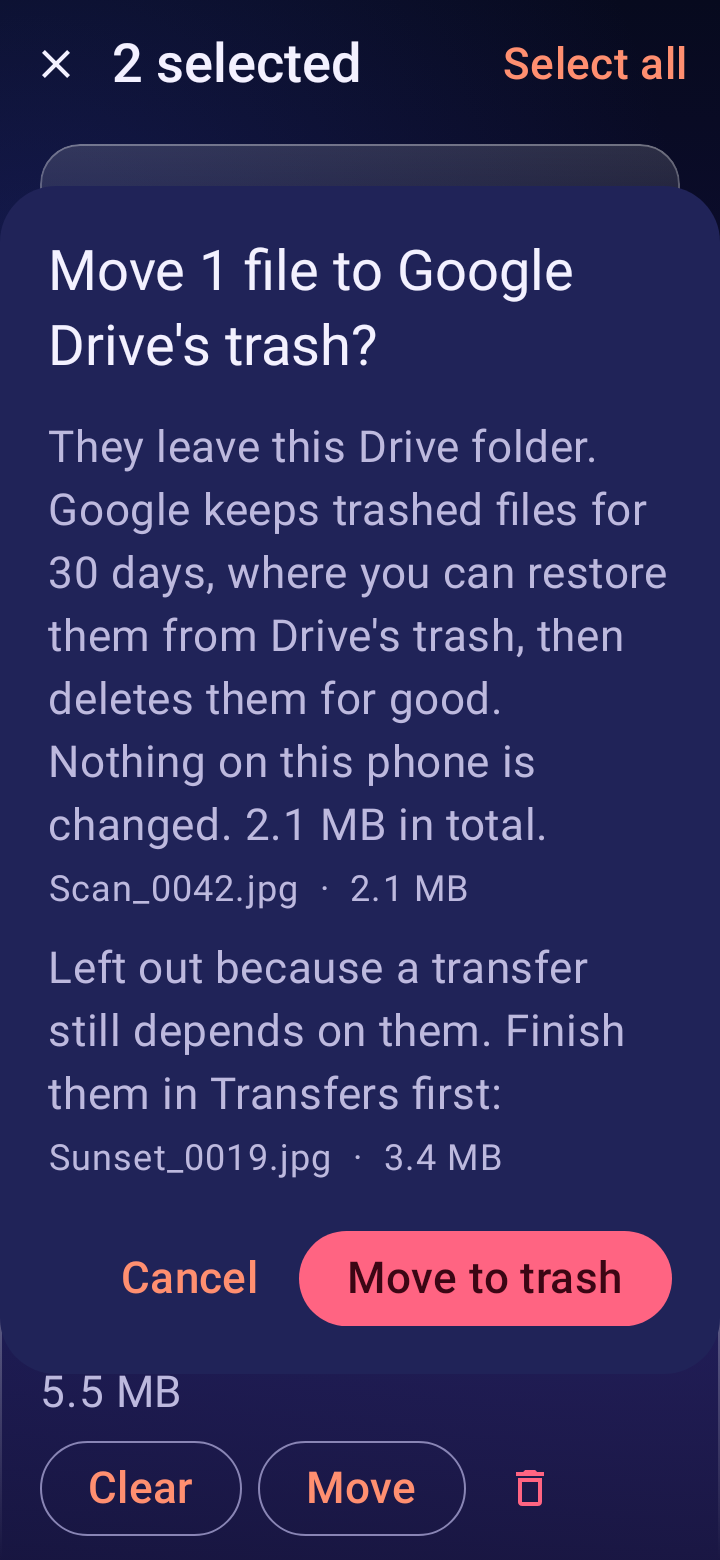 2 selected
Select all
Move 1 file to Google
Drive's trash?
They leave this Drive folder.
Google keeps trashed files for
30 days, where you can restore
them from Drive's trash, then
deletes them for good.
Nothing on this phone is
changed. 2.1 MB in total.
Scan_0042.jpg · 2.1 MB
Left out because a transfer
still depends on them. Finish
them in Transfers first:
Sunset_0019.jpg · 3.4 MB
Cancel
Move to trash
5.5 MB
Clear
Move